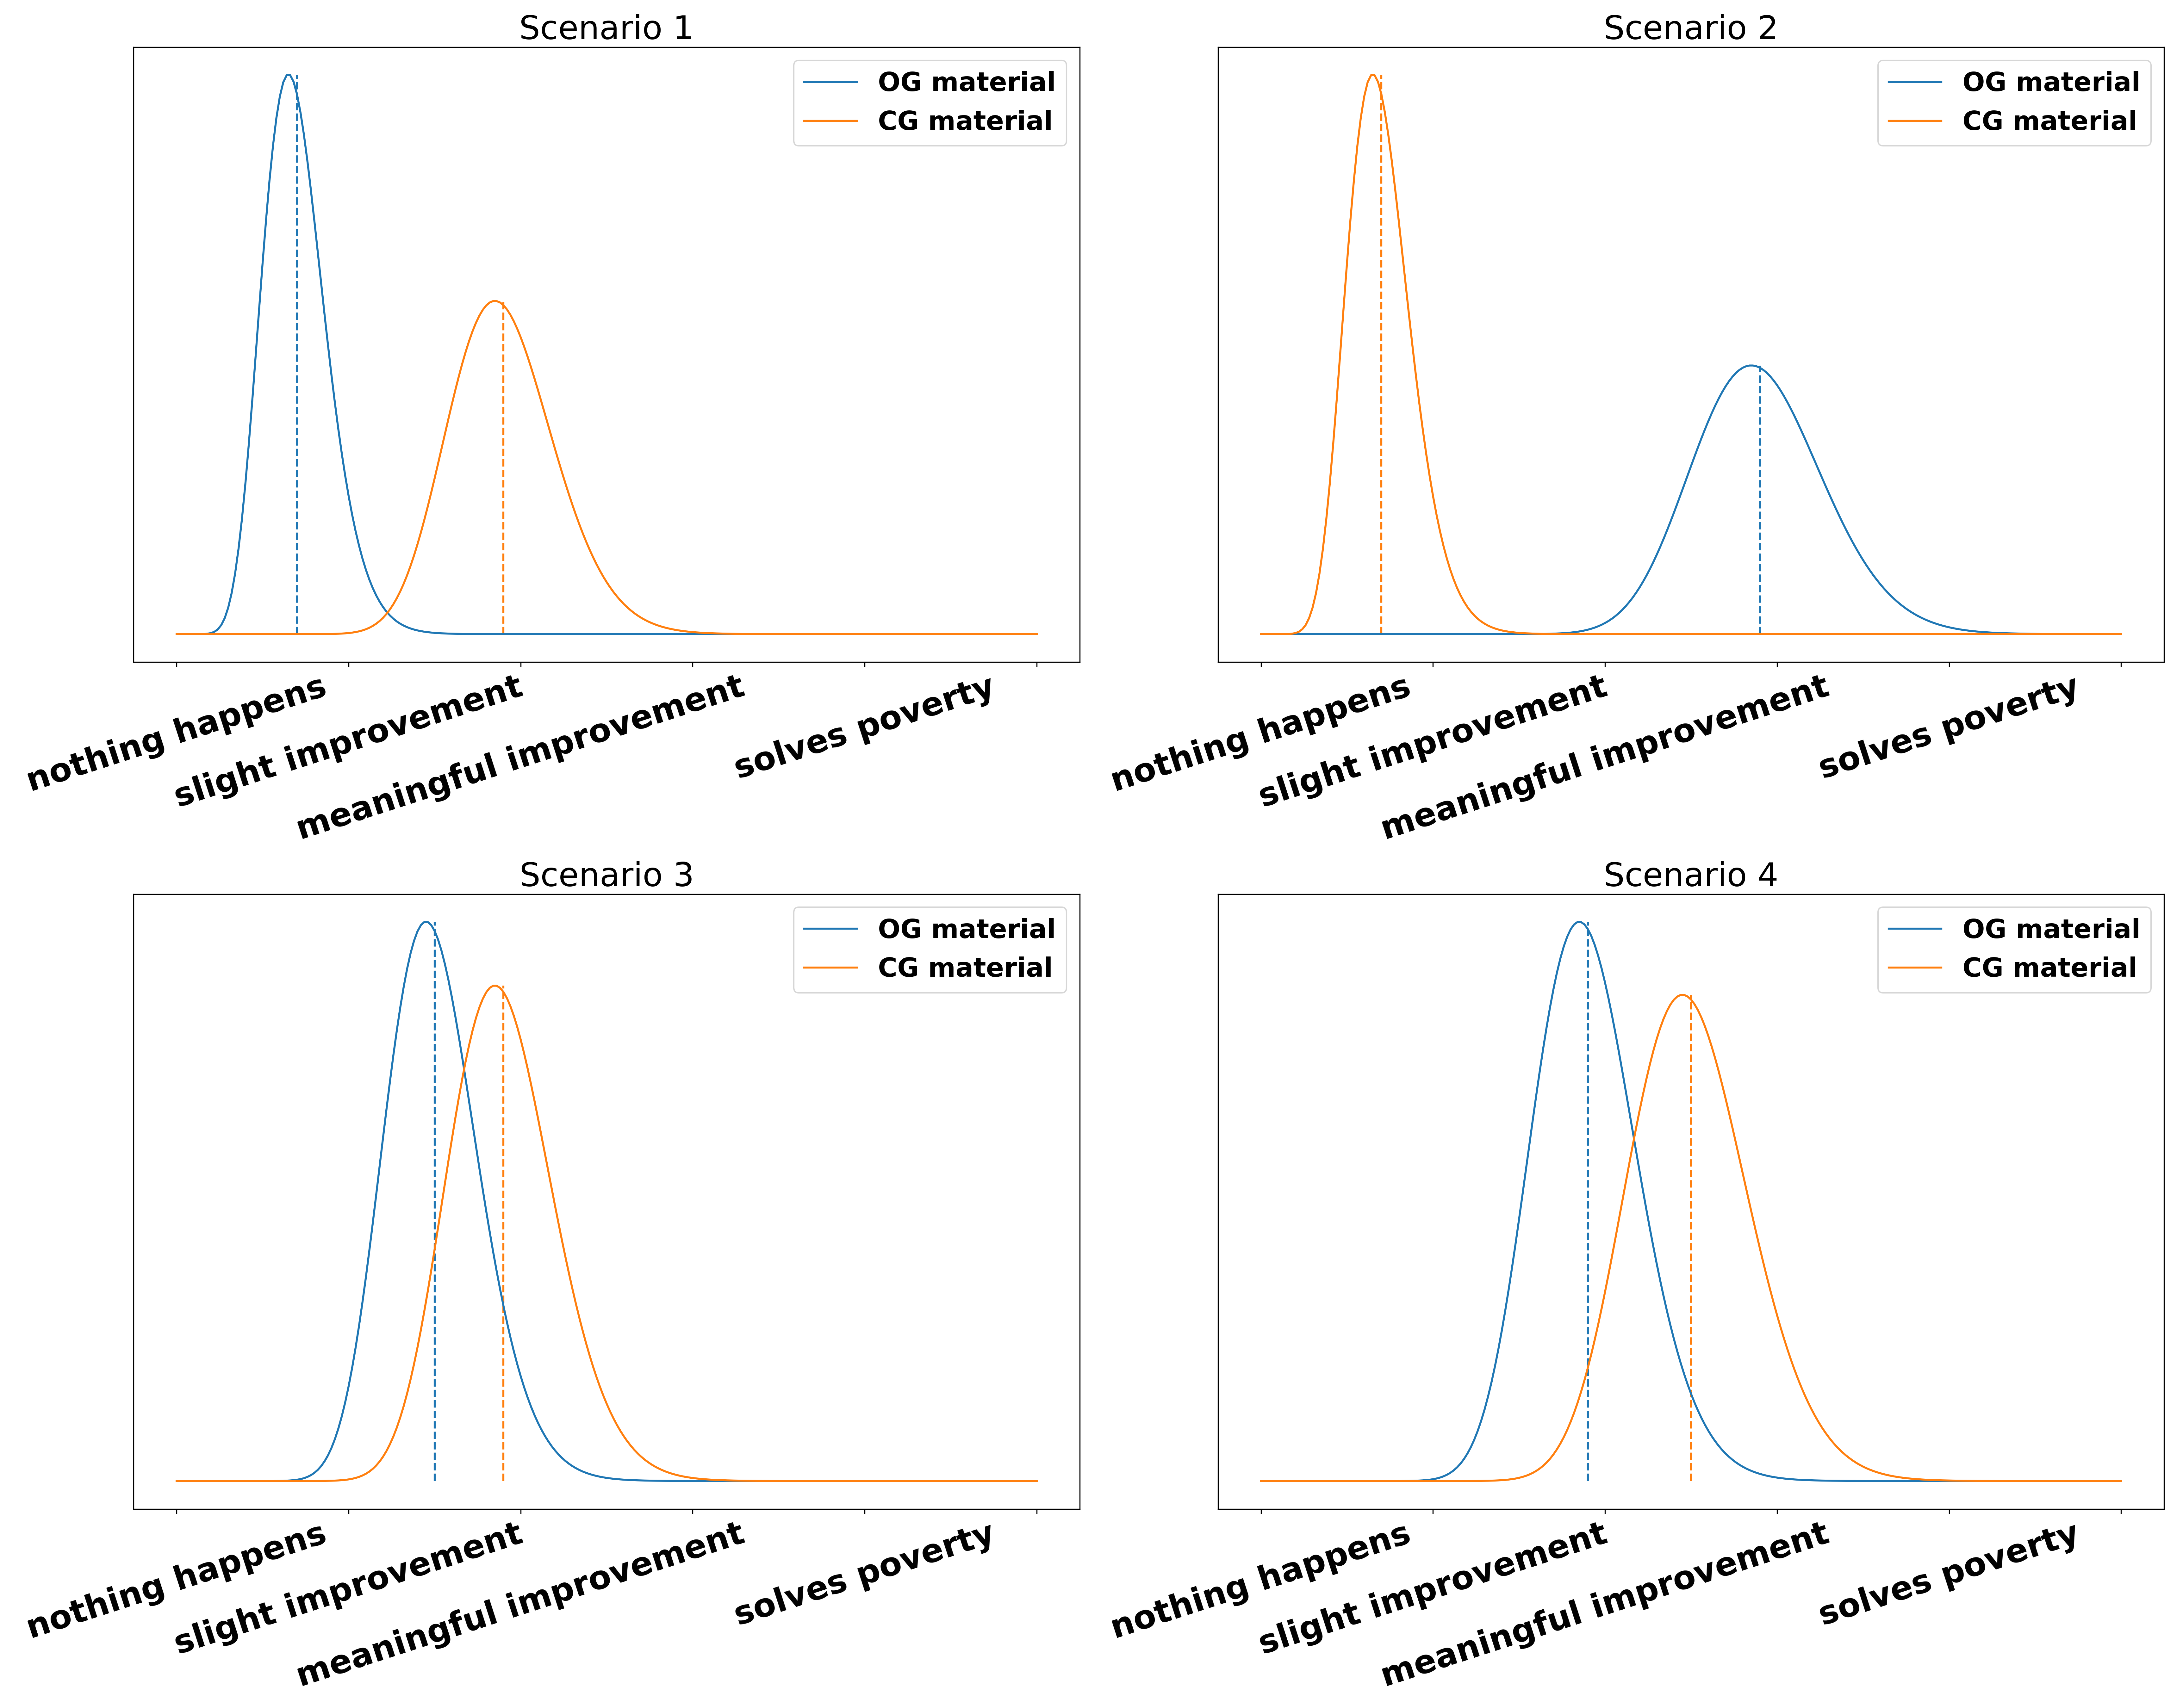 Scenario 1
OG material
CG material
nothing happens
slight improvement
meaningful improvement
solves poverty
Scenario 2
OG material
CG material
nothing happens
slight improvement
meaningful improvement
solves poverty
Scenario 3
OG material
CG material
nothing happens
slight improvement
meaningful improvement
solves poverty
Scenario 4
OG material
CG material
nothing happens
slight improvement
meaningful improvement
solves poverty